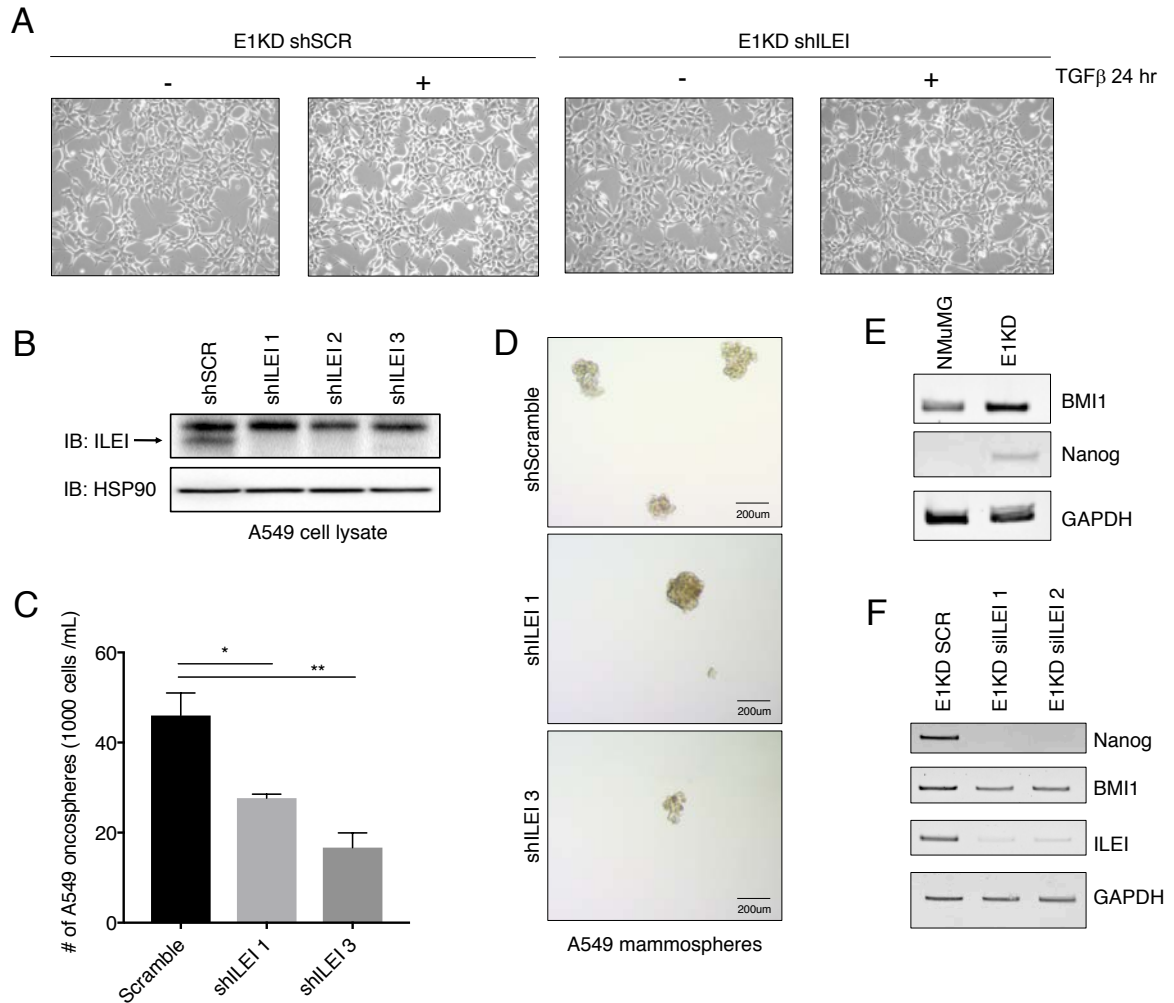 A
E1KD shSCR
E1KD shILEI
-
+
-
+
TGFβ 24 hr
B
shSCR
shILEI 1
shILEI 2
shILEI 3
IB: ILEI
IB: HSP90
A549 cell lysate
C
# of A549 oncospheres (1000 cells /mL)
60
40
20
0
*
**
Scramble
shILEI 1
shILEI 3
D
shScramble
200um
shILEI 1
200um
shILEI 3
200um
A549 mammospheres
E
NMuMG
E1KD
BMI1
Nanog
GAPDH
F
E1KD SCR
E1KD siILEI 1
E1KD siILEI 2
Nanog
BMI1
ILEI
GAPDH